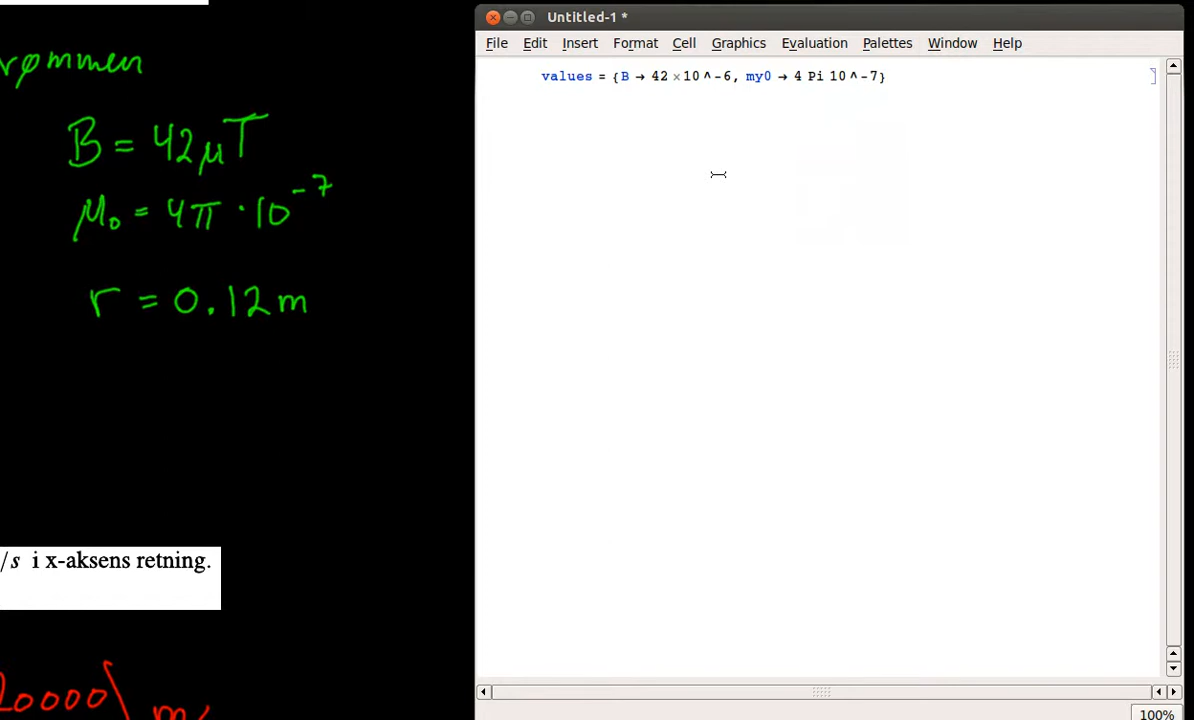 rømmen
B = 42μT
μ₀ = 4π · 10⁻⁷
r = 0.12m
/s i x-aksens retning.
20000
m/
Untitled-1 *
File Edit Insert Format Cell Graphics Evaluation Palettes Window Help
values = {B → 42 × 10 ^ -6, my0 → 4 Pi 10 ^ -7}
100%